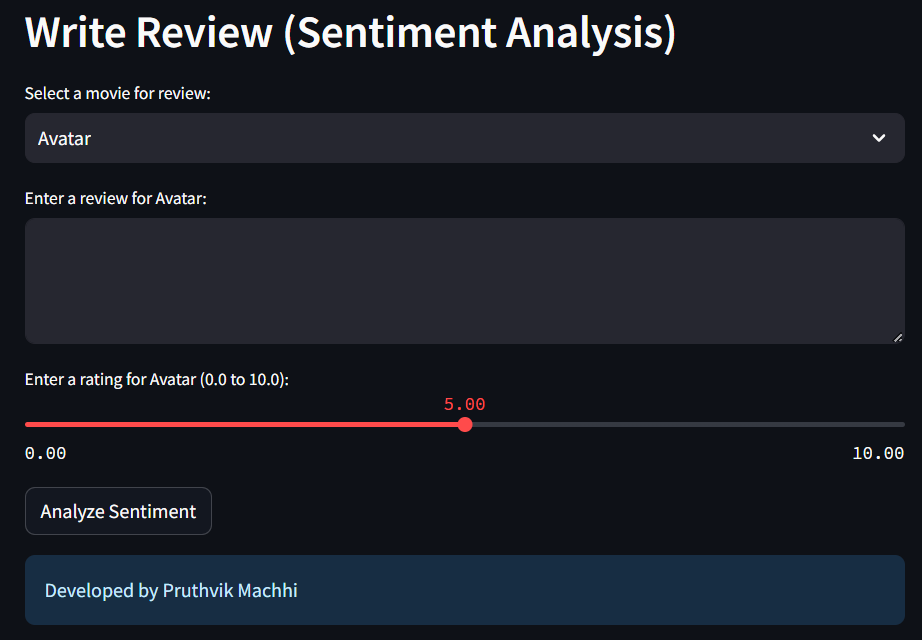 Write Review (Sentiment Analysis)
Select a movie for review:
Avatar
Enter a review for Avatar:
Enter a rating for Avatar (0.0 to 10.0):
5.00
0.00 10.00
Analyze Sentiment
Developed by Pruthvik Machhi